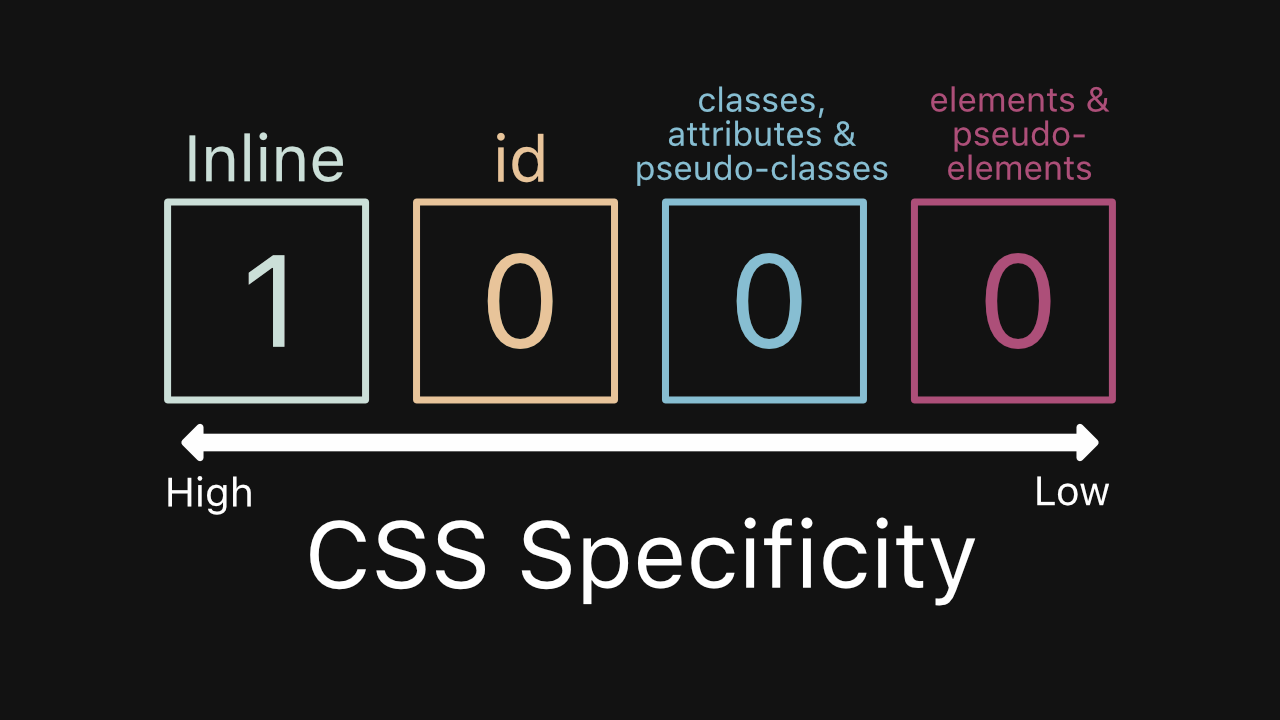 Inline
id
classes,
attributes &
pseudo-classes
elements &
pseudo-
elements
1
0
0
0
High
Low
CSS Specificity